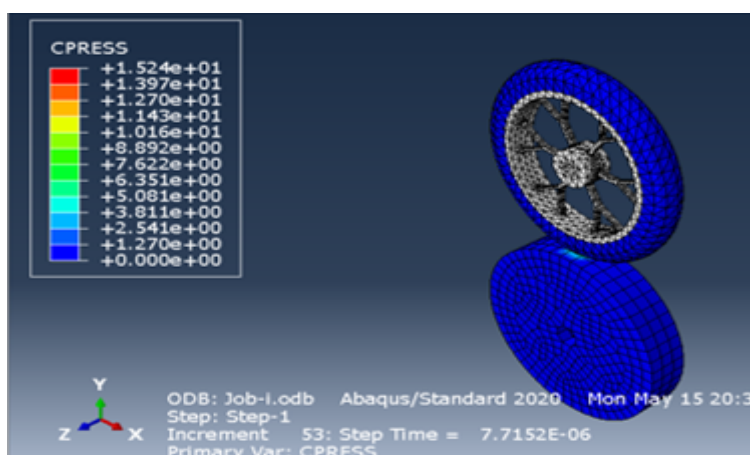 CPRESS
+1.524e+01
+1.397e+01
+1.270e+01
+1.143e+01
+1.016e+01
+8.892e+00
+7.622e+00
+6.351e+00
+5.081e+00
+3.811e+00
+2.541e+00
+1.270e+00
+0.000e+00
Y
Z X
ODB: Job-i.odb Abaqus/Standard 2020 Mon May 15 20:3
Step: Step-1
Increment 53: Step Time = 7.7152E-06
Primary Var: CPRESS